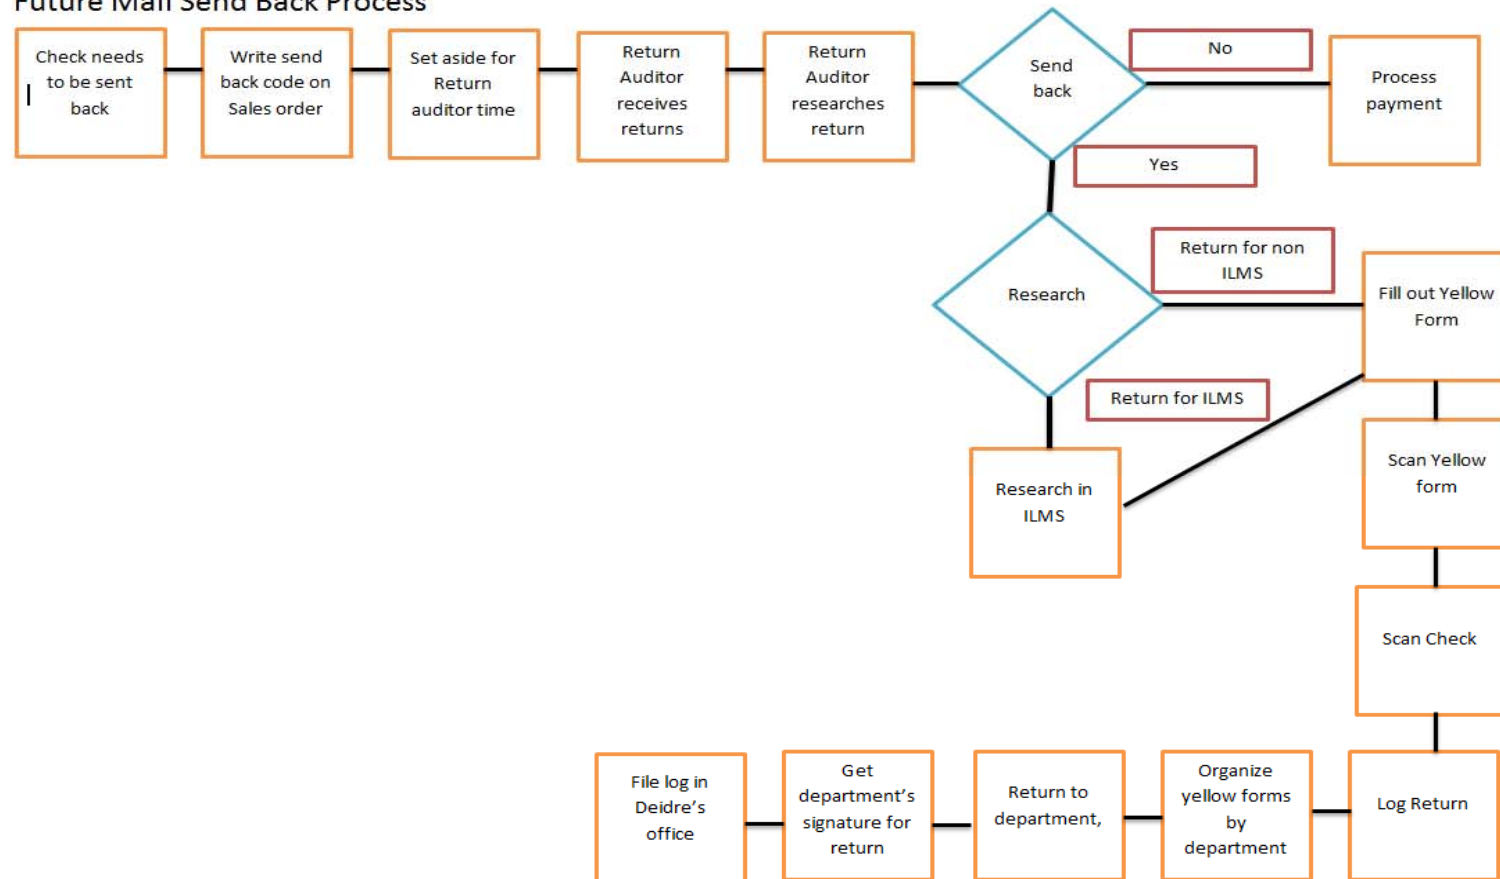 Future Mail Send Back Process
Check needs
to be sent
back
Write send
back code on
Sales order
Set aside for
Return
auditor time
Return
Auditor
receives
returns
Return
Auditor
researches
return
Send
back
No
Process
payment
Yes
Research
Return for non
ILMS
Fill out Yellow
Form
Return for ILMS
Research in
ILMS
Scan Yellow
form
Scan Check
Log Return
Organize
yellow forms
by
department
Return to
department,
Get
department’s
signature for
return
File log in
Deidre’s
office